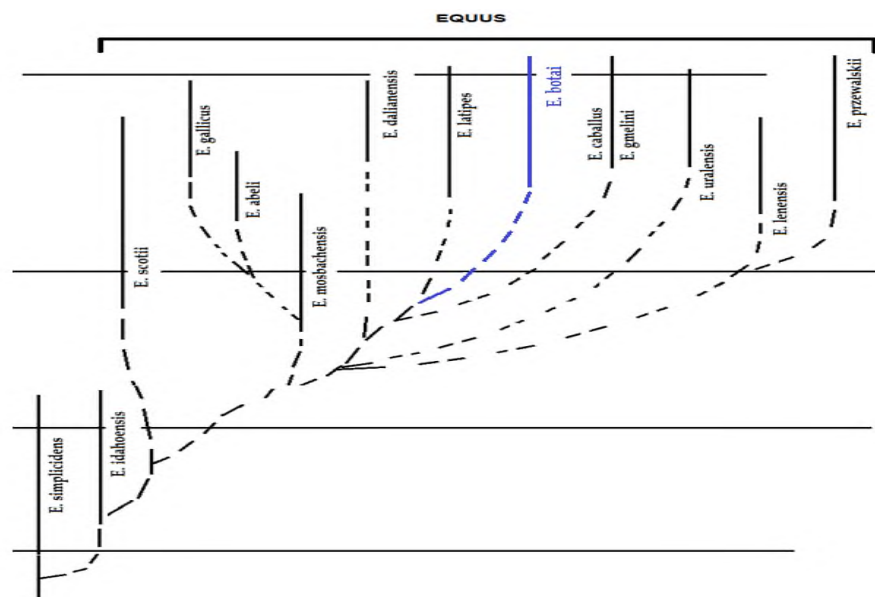 EQUUS
E. simplicidens
E. idahoensis
E. scotii
E. gallicus
E. abeli
E. mosbachensis
E. dalianensis
E. latipes
E. botai
E. caballus
E. gmelini
E. uralensis
E. lenensis
E. przewalskii